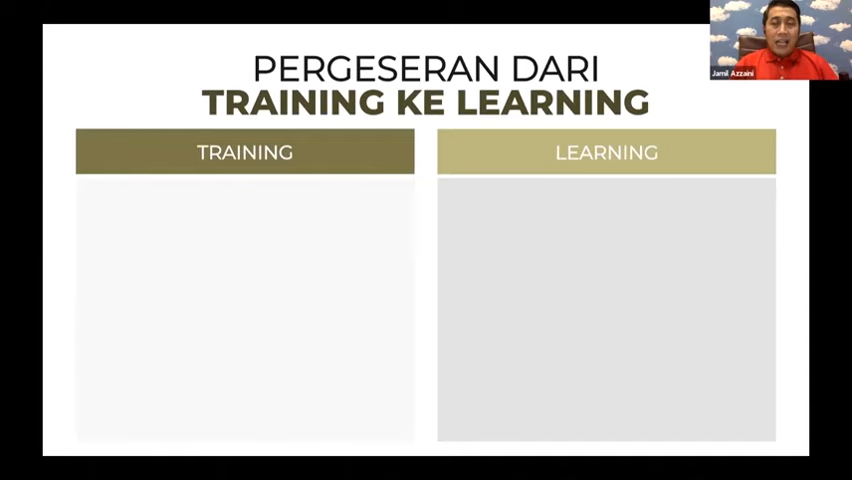 PERGESERAN DARI
TRAINING KE LEARNING
TRAINING
LEARNING
Jamil Azzaini